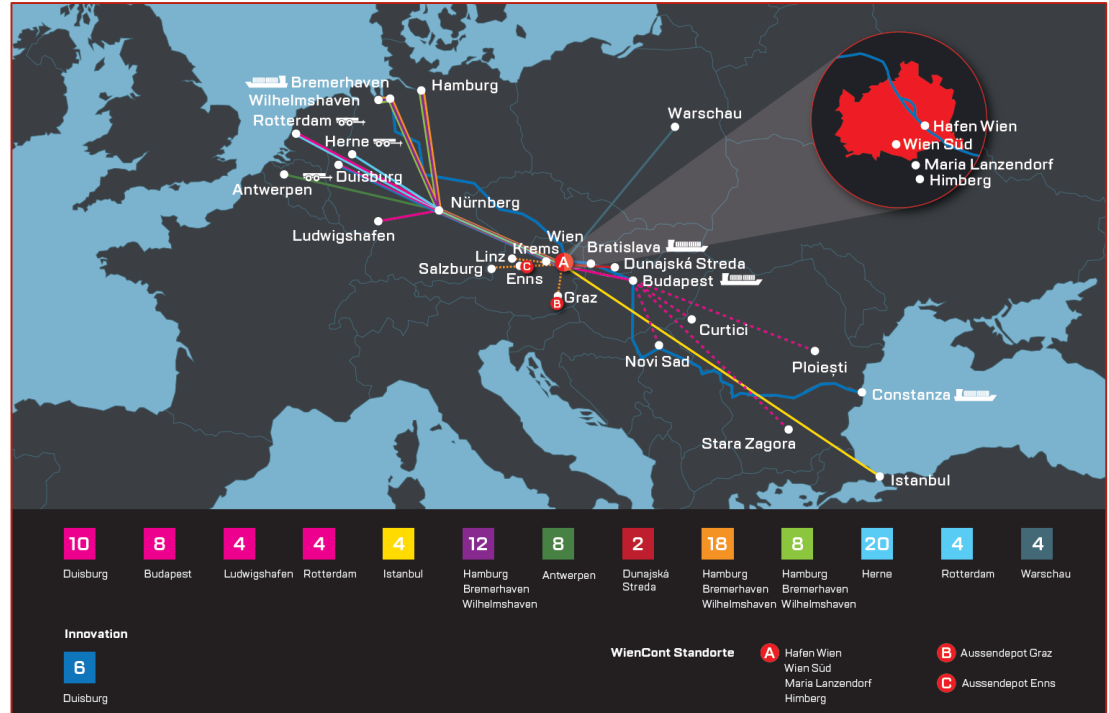 Bremerhaven
Hamburg
Wilhelmshaven
Rotterdam
Herne
Duisburg
Antwerpen
Nürnberg
Ludwigshafen
Warschau
Hafen Wien
Wien Süd
Maria Lanzendorf
Himberg
Wien
Krems
Linz
Salzburg
Enns
A
C
B
Graz
Bratislava
Dunajská Streda
Budapest
Curtici
Novi Sad
Ploiești
Constanza
Stara Zagora
Istanbul
10
Duisburg
8
Budapest
4
Ludwigshafen
4
Rotterdam
4
Istanbul
12
Hamburg
Bremerhaven
Wilhelmshaven
8
Antwerpen
2
Dunajská
Streda
18
Hamburg
Bremerhaven
Wilhelmshaven
8
Hamburg
Bremerhaven
Wilhelmshaven
20
Herne
4
Rotterdam
4
Warschau
Innovation
6
Duisburg
WienCont Standorte
A Hafen Wien
Wien Süd
Maria Lanzendorf
Himberg
B Aussendepot Graz
C Aussendepot Enns